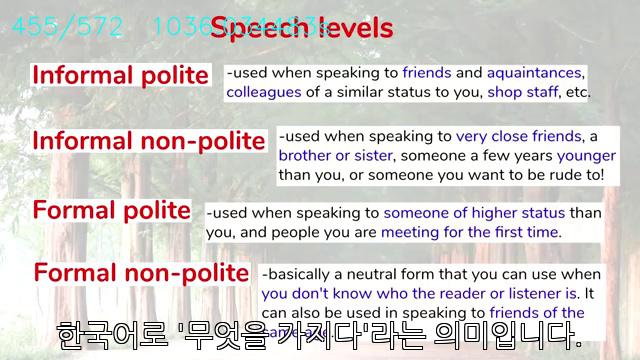 455/572 1036.034483s
Speech levels
Informal polite
-used when speaking to friends and aquaintances,
colleagues of a similar status to you, shop staff, etc.
Informal non-polite
-used when speaking to very close friends, a
brother or sister, someone a few years younger
than you, or someone you want to be rude to!
Formal polite
-used when speaking to someone of higher status than
you, and people you are meeting for the first time.
Formal non-polite
-basically a neutral form that you can use when
you don't know who the reader or listener is. It
can also be used in speaking to friends of the
same age.
한국어로 '무엇을 가지다'라는 의미입니다.